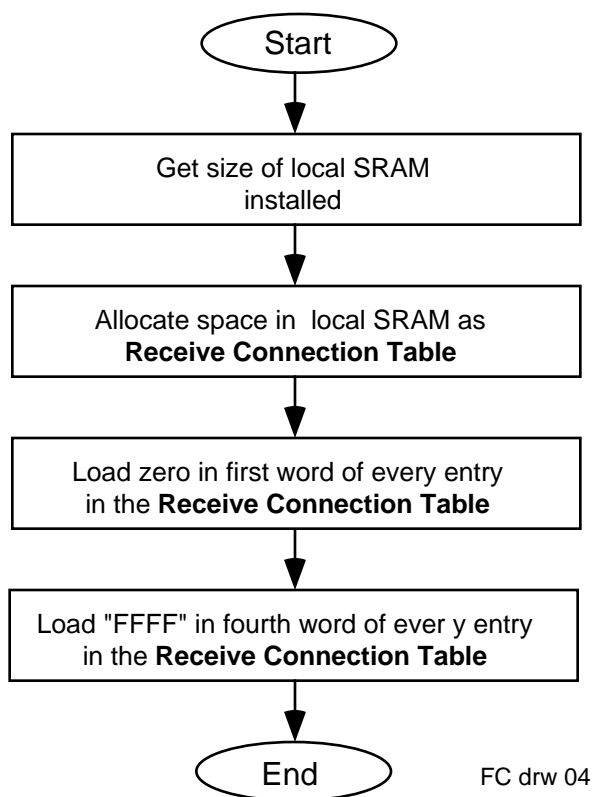 Start
Get size of local SRAM
installed
Allocate space in local SRAM as
Receive Connection Table
Load zero in first word of every entry
in the Receive Connection Table
Load "FFFF" in fourth word of ever y entry
in the Receive Connection Table
End
FC drw 04